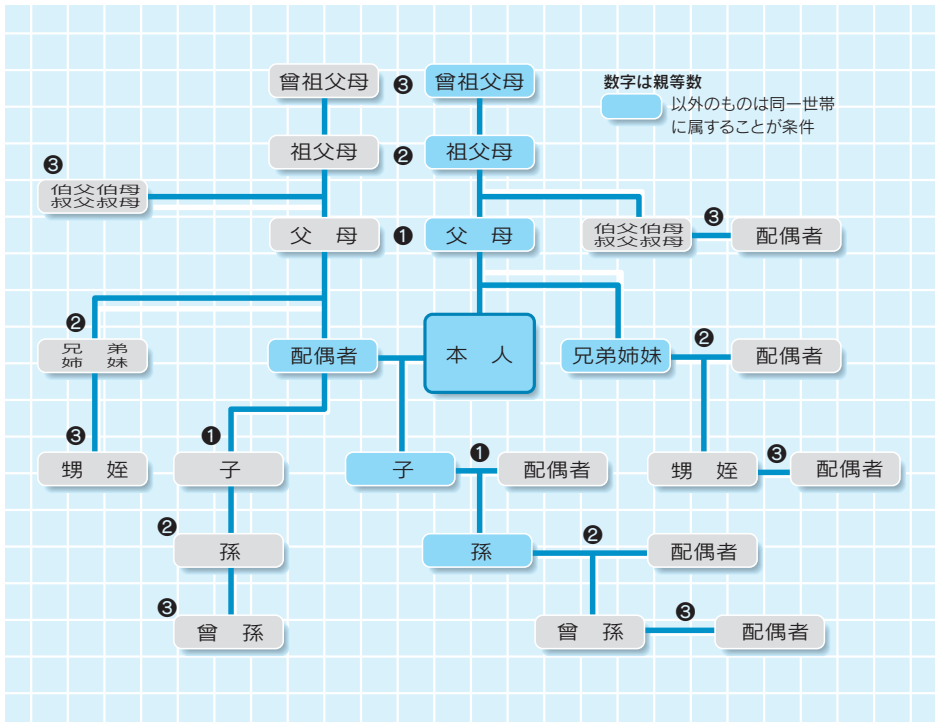 曾祖父母
❸
曾祖父母
数字は親等数
以外のものは同一世帯
に属することが条件
祖父母
❷
祖父母
❸
伯父伯母
叔父叔母
父 母
❶
父 母
伯父伯母
叔父叔母
❸
配偶者
❷
兄 弟
姉 妹
配偶者
本 人
兄弟姉妹
❷
配偶者
❸
甥 姪
❶
子
子
❶
配偶者
甥 姪
❸
配偶者
❷
孫
孫
❷
配偶者
❸
曾 孫
曾 孫
❸
配偶者